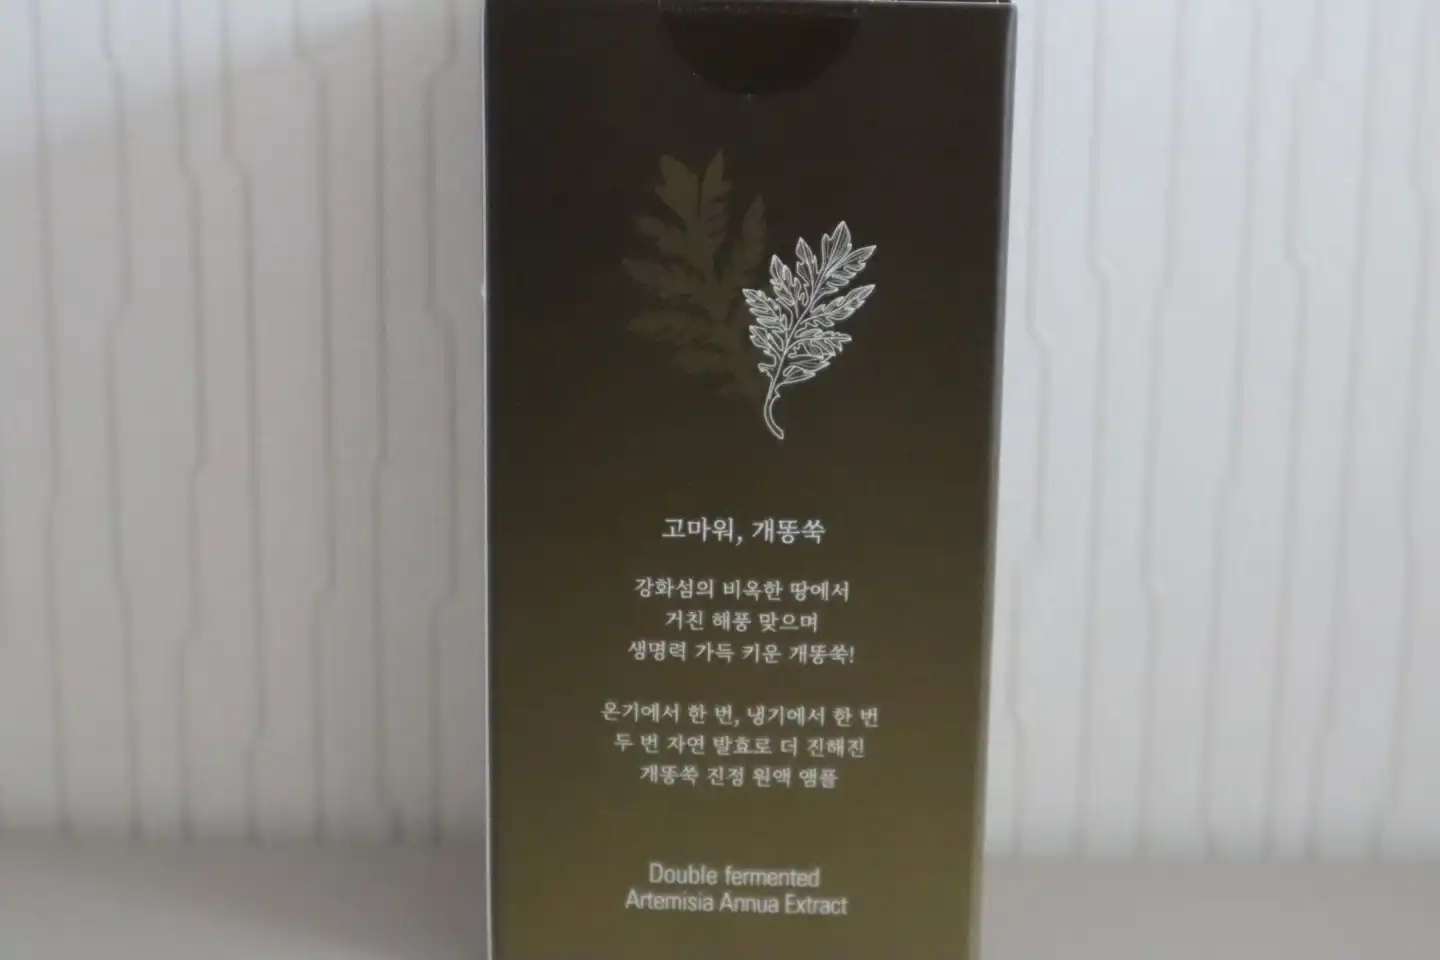 고마워, 개똥쑥
강화섬의 비옥한 땅에서
거친 해풍 맞으며
생명력 가득 키운 개똥쑥!
온기에서 한 번, 냉기에서 한 번
두 번 자연 발효로 더 진해진
개똥쑥 진정 원액 앰플
Double fermented
Artemisia Annua Extract